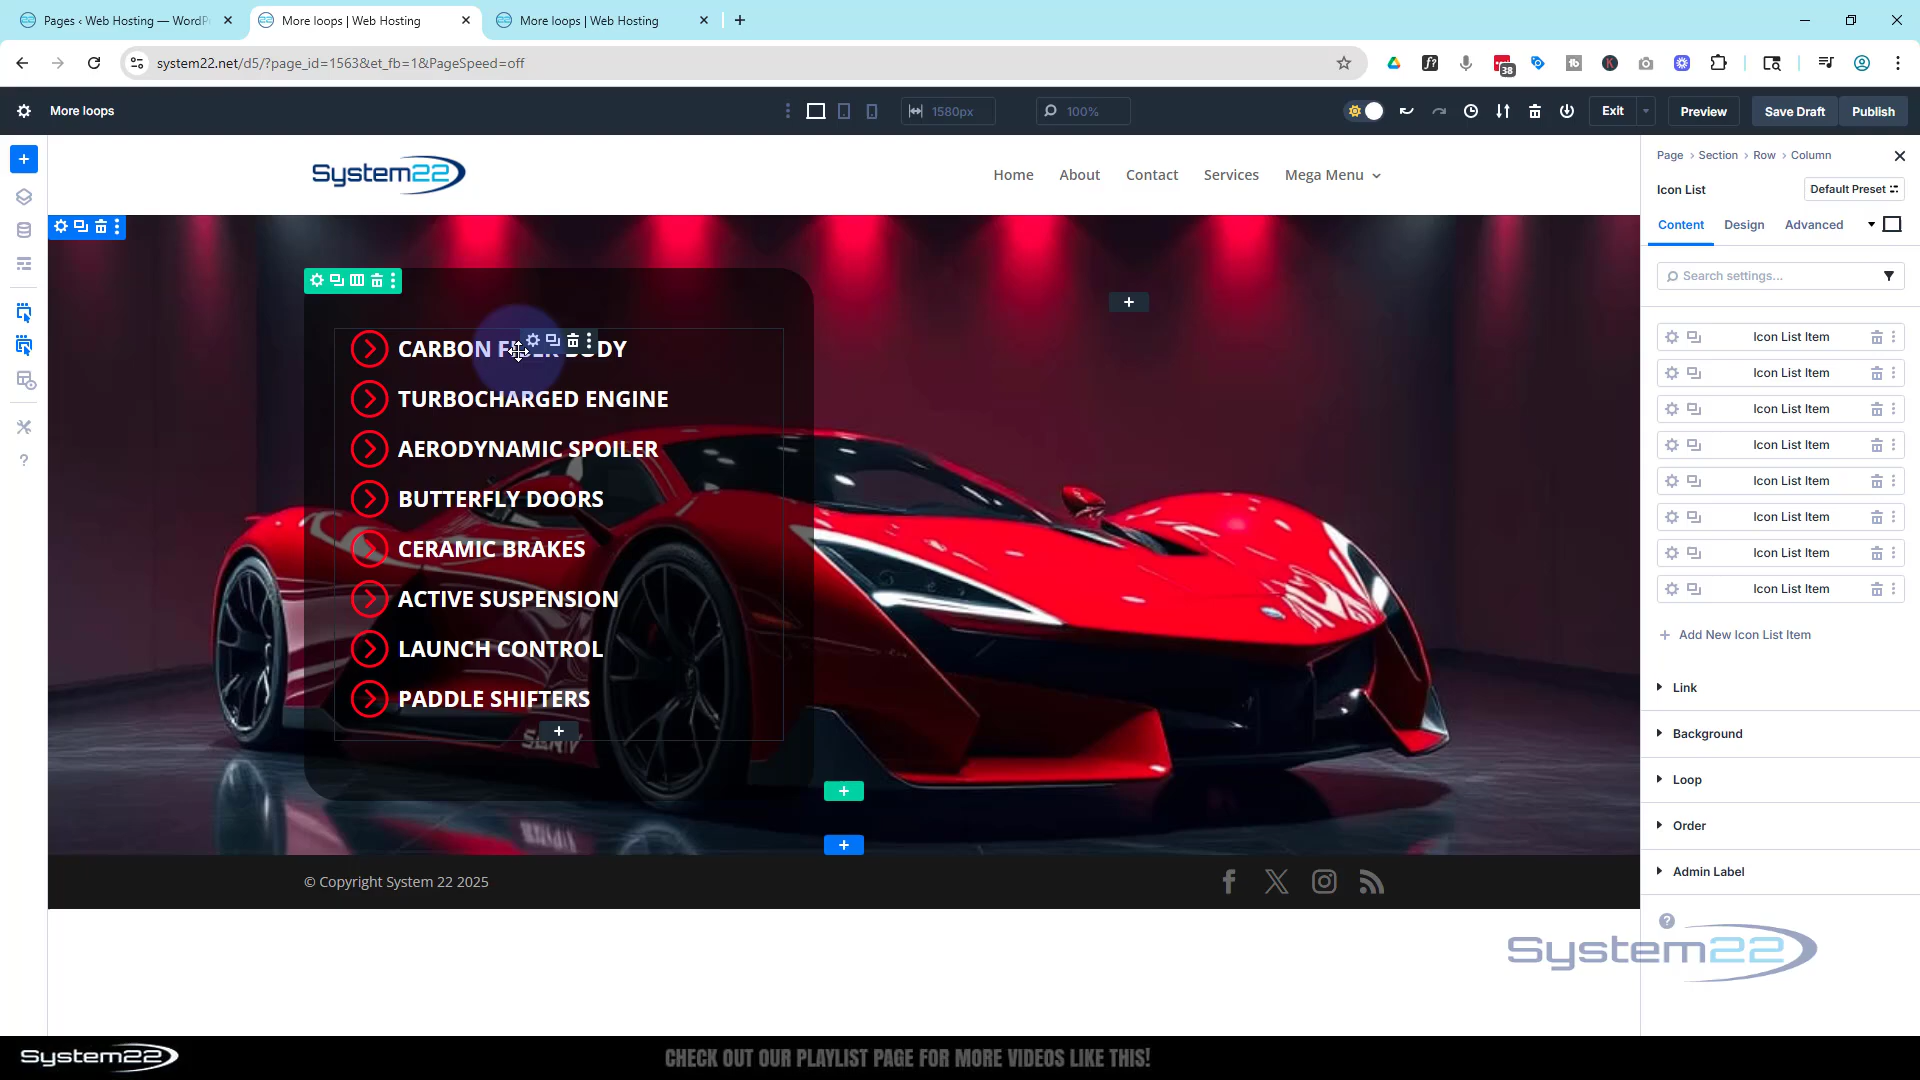 Pages ‹ Web Hosting — WordPr
More loops | Web Hosting
More loops | Web Hosting
system22.net/d5/?page_id=1563&et_fb=1&PageSpeed=off
38
More loops
1580px
100%
Exit
Preview
Save Draft
Publish
System22
Home
About
Contact
Services
Mega Menu
CARBON FIBER BODY
TURBOCHARGED ENGINE
AERODYNAMIC SPOILER
BUTTERFLY DOORS
CERAMIC BRAKES
ACTIVE SUSPENSION
LAUNCH CONTROL
PADDLE SHIFTERS
© Copyright System 22 2025
Page › Section › Row › Column
Icon List
Default Preset
Content
Design
Advanced
Search settings...
Icon List Item
Icon List Item
Icon List Item
Icon List Item
Icon List Item
Icon List Item
Icon List Item
Icon List Item
+ Add New Icon List Item
Link
Background
Loop
Order
Admin Label
System22
System22
CHECK OUT OUR PLAYLIST PAGE FOR MORE VIDEOS LIKE THIS!